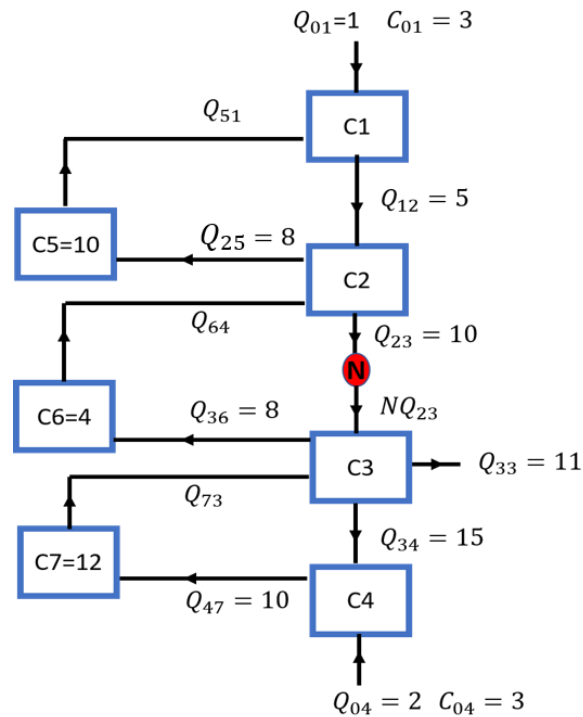 Q₀₁=1 C₀₁ = 3
Q₅₁
C1
Q₁₂ = 5
C5=10
Q₂₅ = 8
C2
Q₆₄
Q₂₃ = 10
N
C6=4
Q₃₆ = 8
NQ₂₃
C3
Q₃₃ = 11
Q₇₃
Q₃₄ = 15
C7=12
Q₄₇ = 10
C4
Q₀₄ = 2 C₀₄ = 3